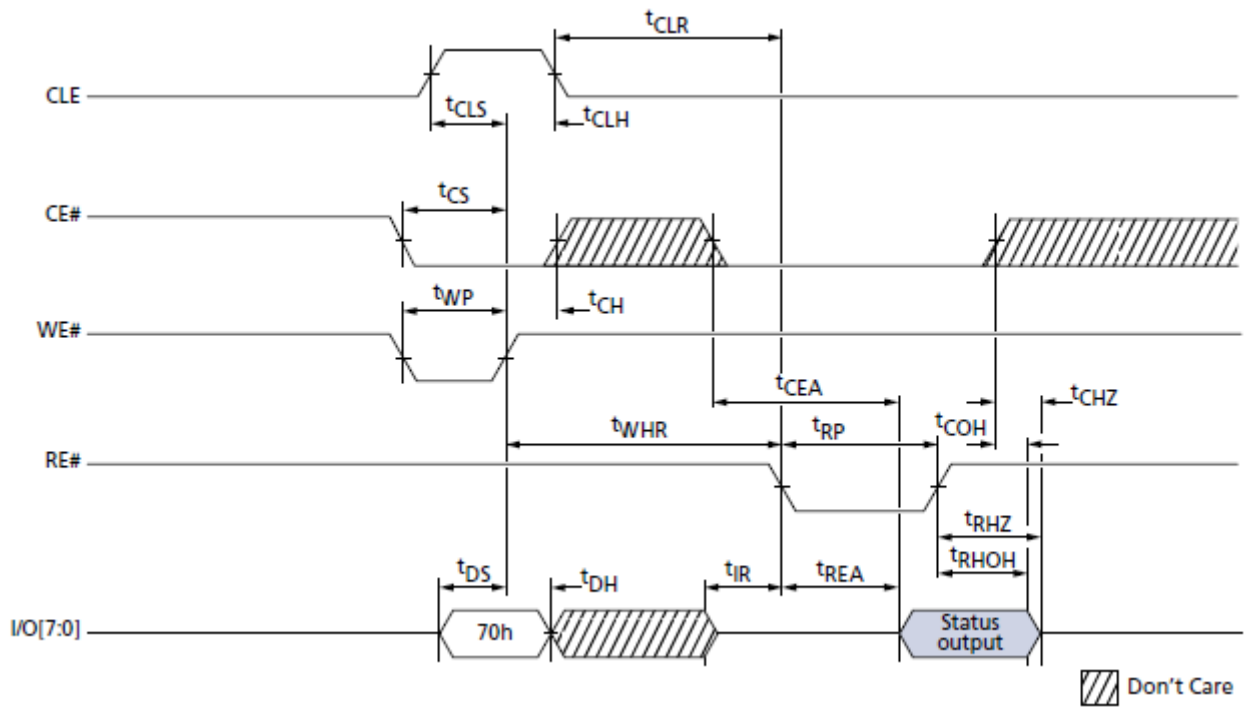 tCLR
CLE
tCLS
tCLH
tCS
CE#
tWP
tCH
WE#
tCEA
tCHZ
tWHR
tRP
tCOH
RE#
tRHZ
tDS
tDH
tIR
tREA
tRHOH
I/O[7:0]
70h
Status
output
Don't Care